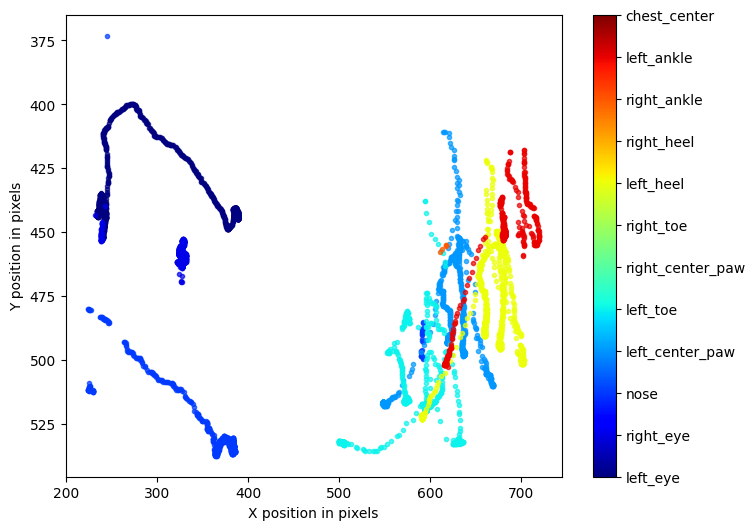 375
400
425
450
475
500
525
Y position in pixels
200
300
400
500
600
700
X position in pixels
chest_center
left_ankle
right_ankle
right_heel
left_heel
right_toe
right_center_paw
left_toe
left_center_paw
nose
right_eye
left_eye